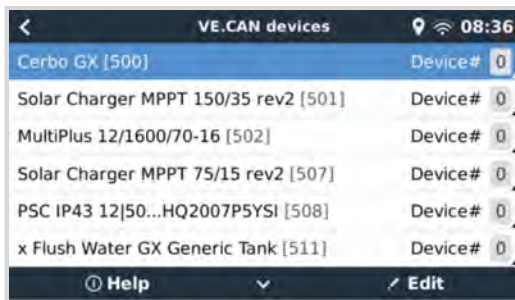 VE.CAN devices 08:36
Cerbo GX [500] Device# 0
Solar Charger MPPT 150/35 rev2 [501] Device# 0
MultiPlus 12/1600/70-16 [502] Device# 0
Solar Charger MPPT 75/15 rev2 [507] Device# 0
PSC IP43 12|50...HQ2007P5YSI [508] Device# 0
x Flush Water GX Generic Tank [511] Device# 0
Help Edit